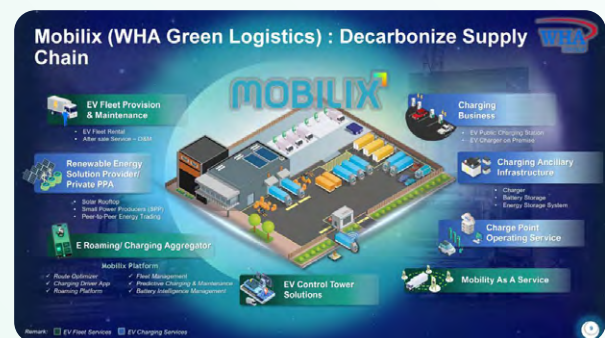 Mobilix (WHA Green Logistics) : Decarbonize Supply
Chain
WHA
MOBILIX
EV Fleet Provision
& Maintenance
• EV Fleet Rental
• After sale Service – O&M
Renewable Energy
Solution Provider/
Private PPA
• Solar Rooftop
• Small Power Producers (SPP)
• Peer-to-Peer Energy Trading
E Roaming/ Charging Aggregator
Mobilix Platform
✓ Route Optimizer
✓ Charging Driver App
✓ Roaming Platform
✓ Fleet Management
✓ Predictive Charging & Maintenance
✓ Battery Intelligence Management
EV Control Tower
Solutions
Charging
Business
• EV Public Charging Station
• EV Charger on Premise
Charging Ancillary
Infrastructure
• Charger
• Battery Storage
• Energy Storage System
Charge Point
Operating Service
Mobility As A Service
Remark: EV Fleet Services EV Charging Services